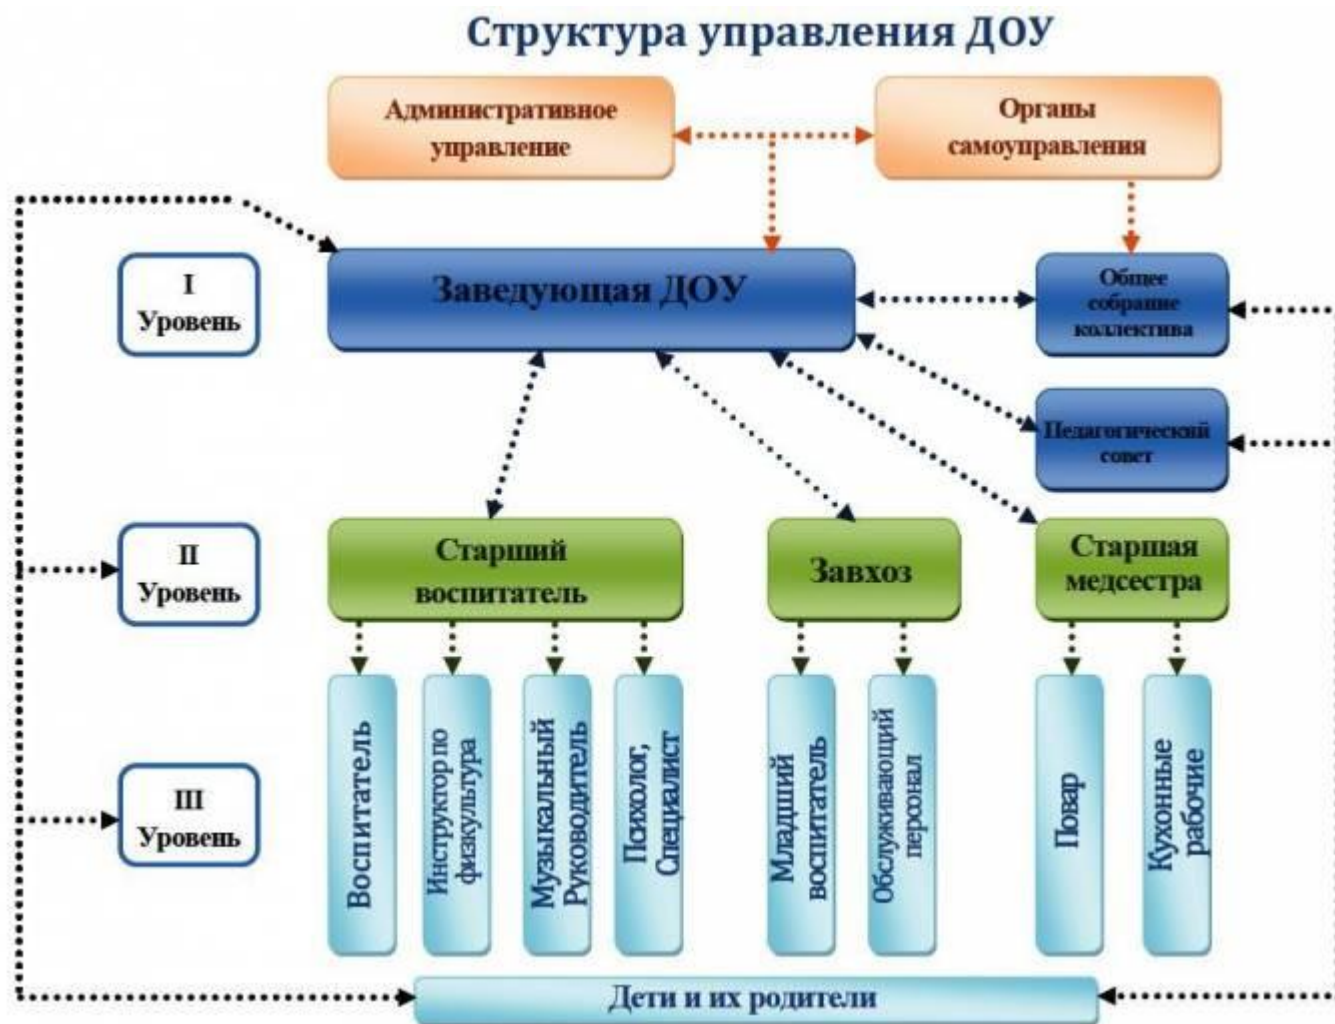 Структура управления ДОУ
Административное
управление
Органы
самоуправления
I
Уровень
Заведующая ДОУ
Общее
собрание
коллектива
Педагогический
совет
II
Уровень
Старший
воспитатель
Завхоз
Старшая
медсестра
III
Уровень
Воспитатель
Инструктор по
физкультура
Музыкальный
Руководитель
Психолог,
Специалист
Младший
воспитатель
Обслуживающий
персонал
Повар
Кухонные
рабочие
Дети и их родители